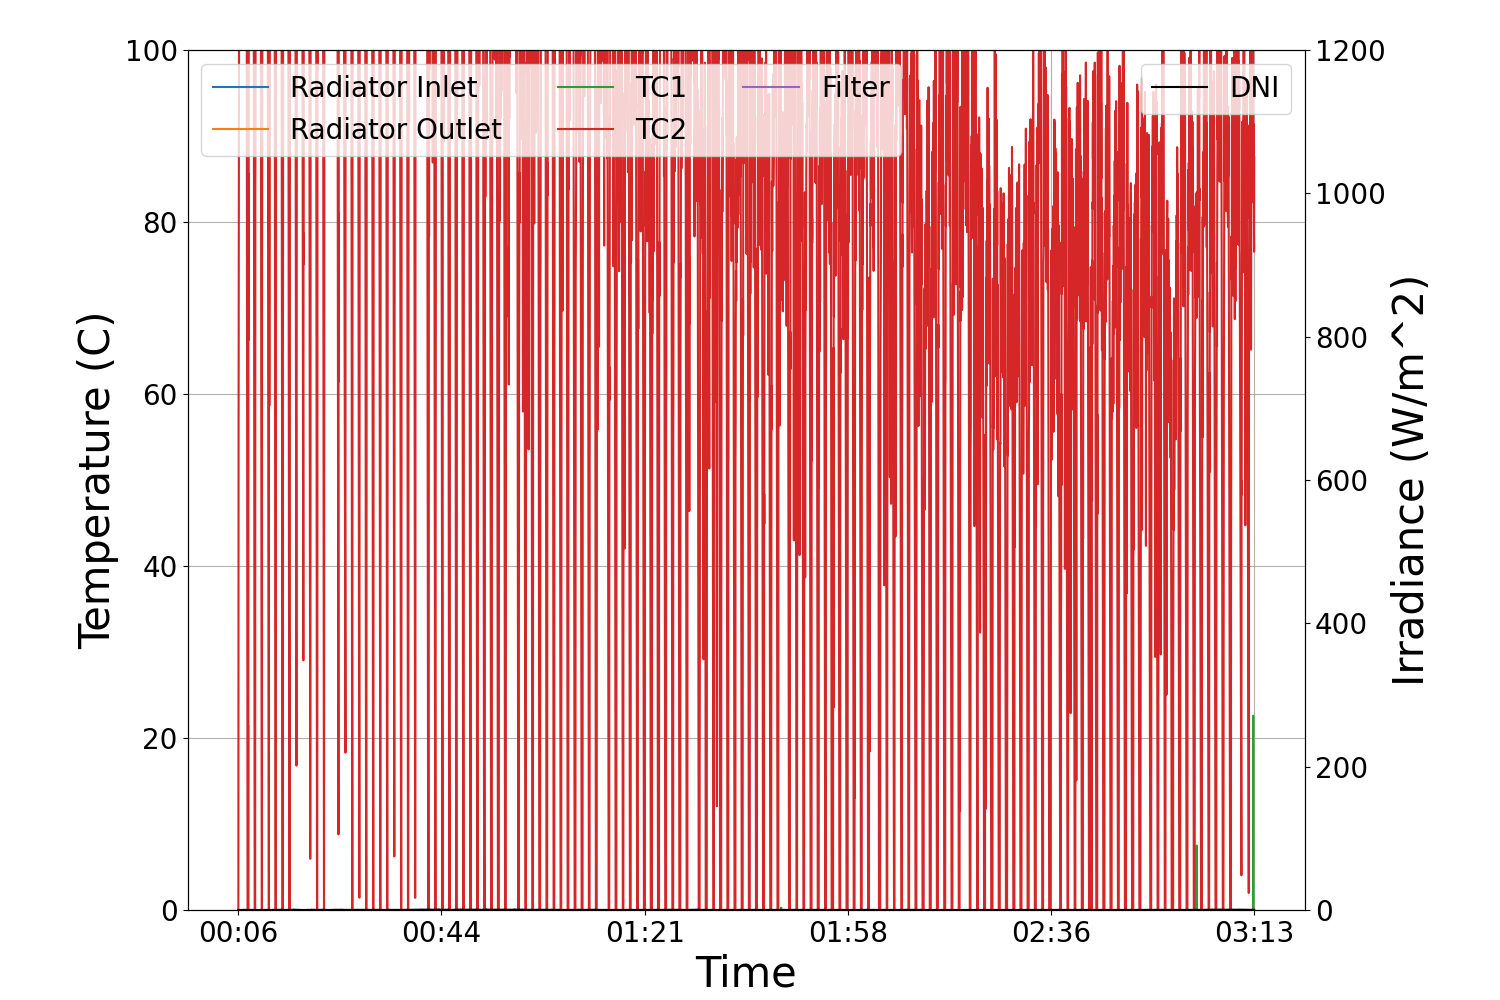 Radiator Inlet
Radiator Outlet
TC1
TC2
Filter
DNI
100
80
60
40
20
0
Temperature (C)
1200
1000
800
600
400
200
0
Irradiance (W/m^2)
00:06 00:44 01:21 01:58 02:36 03:13
Time